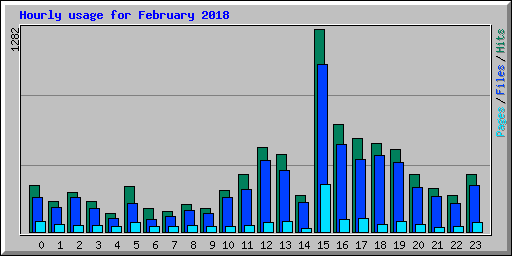 Hourly usage for February 2018
1282
Pages/Files/Hits
0 1 2 3 4 5 6 7 8 9 10 11 12 13 14 15 16 17 18 19 20 21 22 23